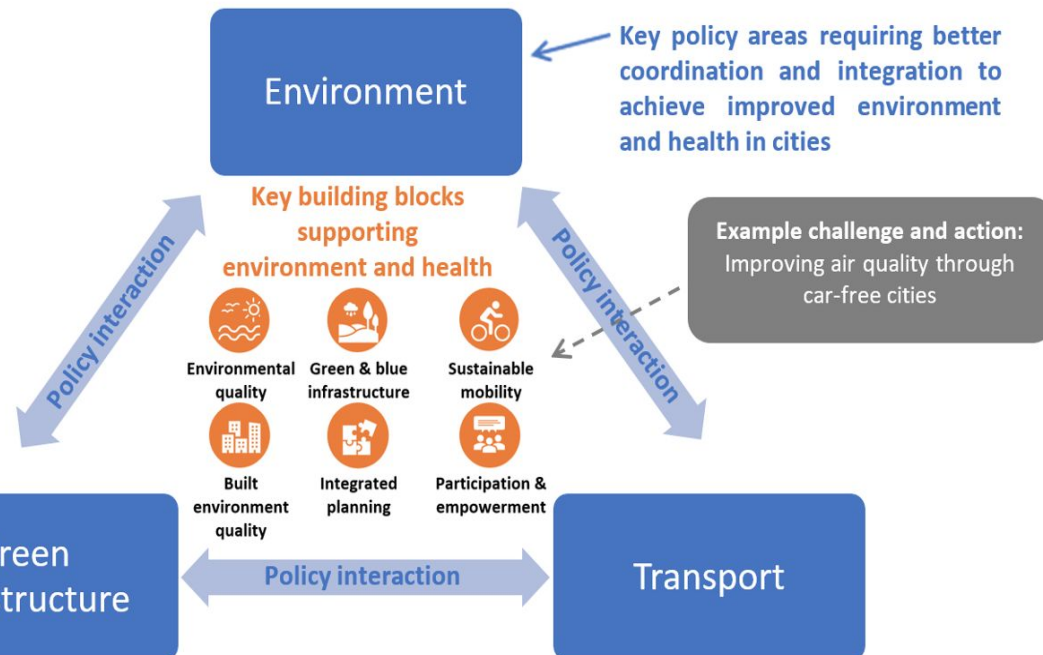 Environment
Key policy areas requiring better
coordination and integration to
achieve improved environment
and health in cities
Key building blocks
supporting
environment and health
Example challenge and action:
Improving air quality through
car-free cities
Policy interaction
Policy interaction
Environmental
quality
Green & blue
infrastructure
Sustainable
mobility
Built
environment
quality
Integrated
planning
Participation &
empowerment
reen
structure
Policy interaction
Transport